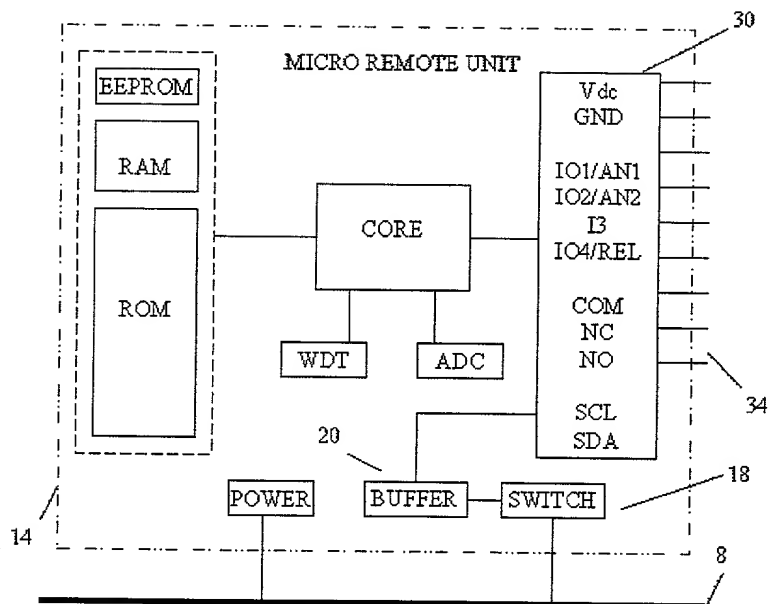 30
MICRO REMOTE UNIT
EEPROM
RAM
ROM
CORE
WDT
ADC
Vdc
GND
IO1/AN1
IO2/AN2
I3
IO4/REL
COM
NC
NO
SCL
SDA
34
20
18
POWER
BUFFER
SWITCH
14
8